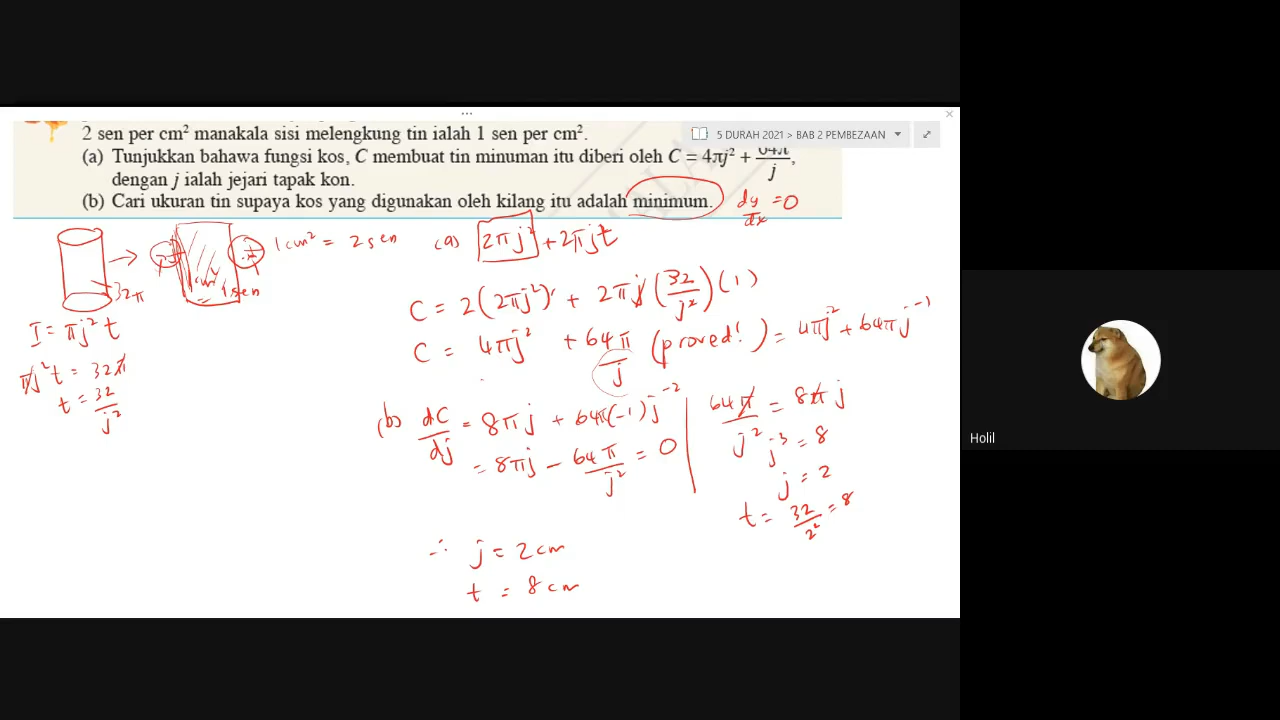 2 sen per cm² manakala sisi melengkung tin ialah 1 sen per cm².
5 DURAH 2021 > BAB 2 PEMBEZAAN
(a) Tunjukkan bahawa fungsi kos, C membuat tin minuman itu diberi oleh C = 4πj² + 64π/j,
dengan j ialah jejari tapak kon.
(b) Cari ukuran tin supaya kos yang digunakan oleh kilang itu adalah minimum.
dy/dx = 0
1 cm² = 2 sen
1 sen
32π
I = πj²t
πj²t = 32π
t = 32/j²
(a) 2πj² + 2πjt
C = 2(2πj²) + 2πj(32/j²)(1)
C = 4πj² + 64π/j (proved!) = 4πj² + 64πj⁻¹
(b) dC/dj = 8πj + 64π(-1)j⁻²
= 8πj − 64π/j² = 0
64π/j² = 8πj
j³ = 8
j = 2
t = 32/2² = 8
∴ j = 2 cm
t = 8 cm
Holil